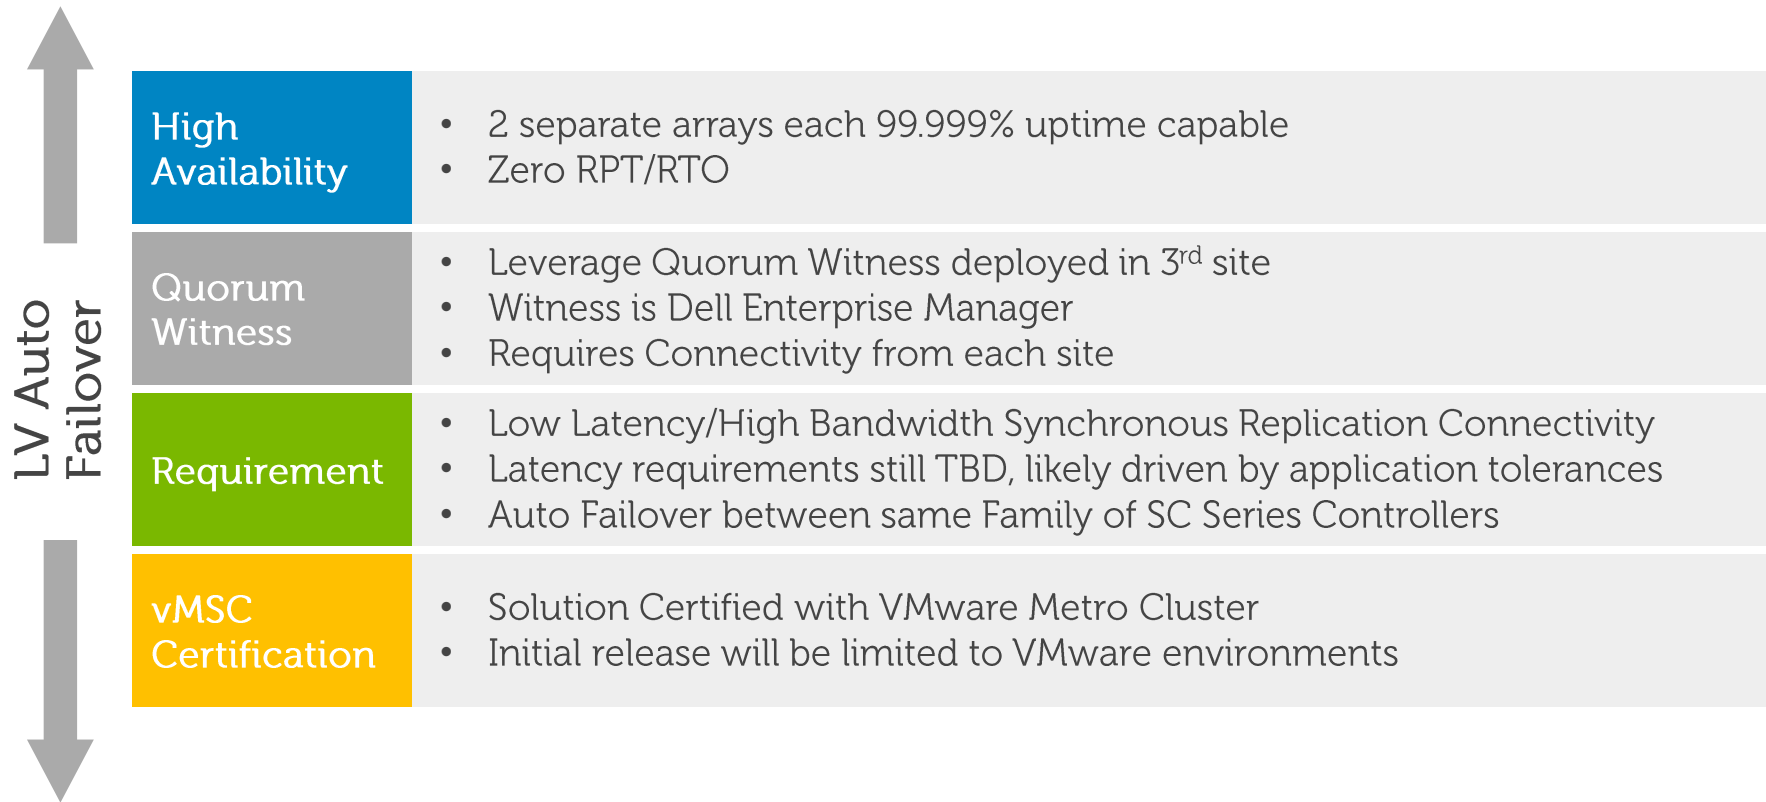 LV Auto
Failover
High
Availability
• 2 separate arrays each 99.999% uptime capable
• Zero RPT/RTO
Quorum
Witness
• Leverage Quorum Witness deployed in 3rd site
• Witness is Dell Enterprise Manager
• Requires Connectivity from each site
Requirement
• Low Latency/High Bandwidth Synchronous Replication Connectivity
• Latency requirements still TBD, likely driven by application tolerances
• Auto Failover between same Family of SC Series Controllers
vMSC
Certification
• Solution Certified with VMware Metro Cluster
• Initial release will be limited to VMware environments